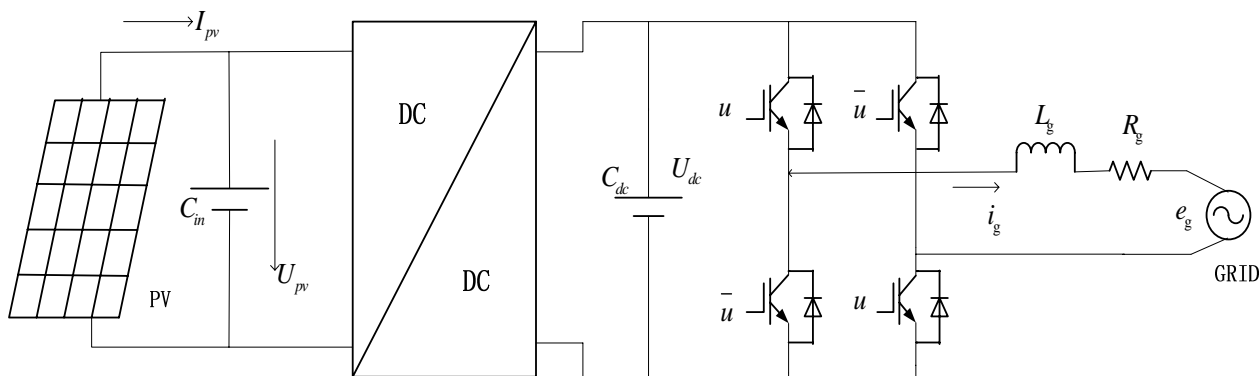 I_pv
DC
u
ū
L_g
R_g
C_dc
U_dc
C_in
i_g
e_g
U_pv
DC
GRID
PV
ū
u